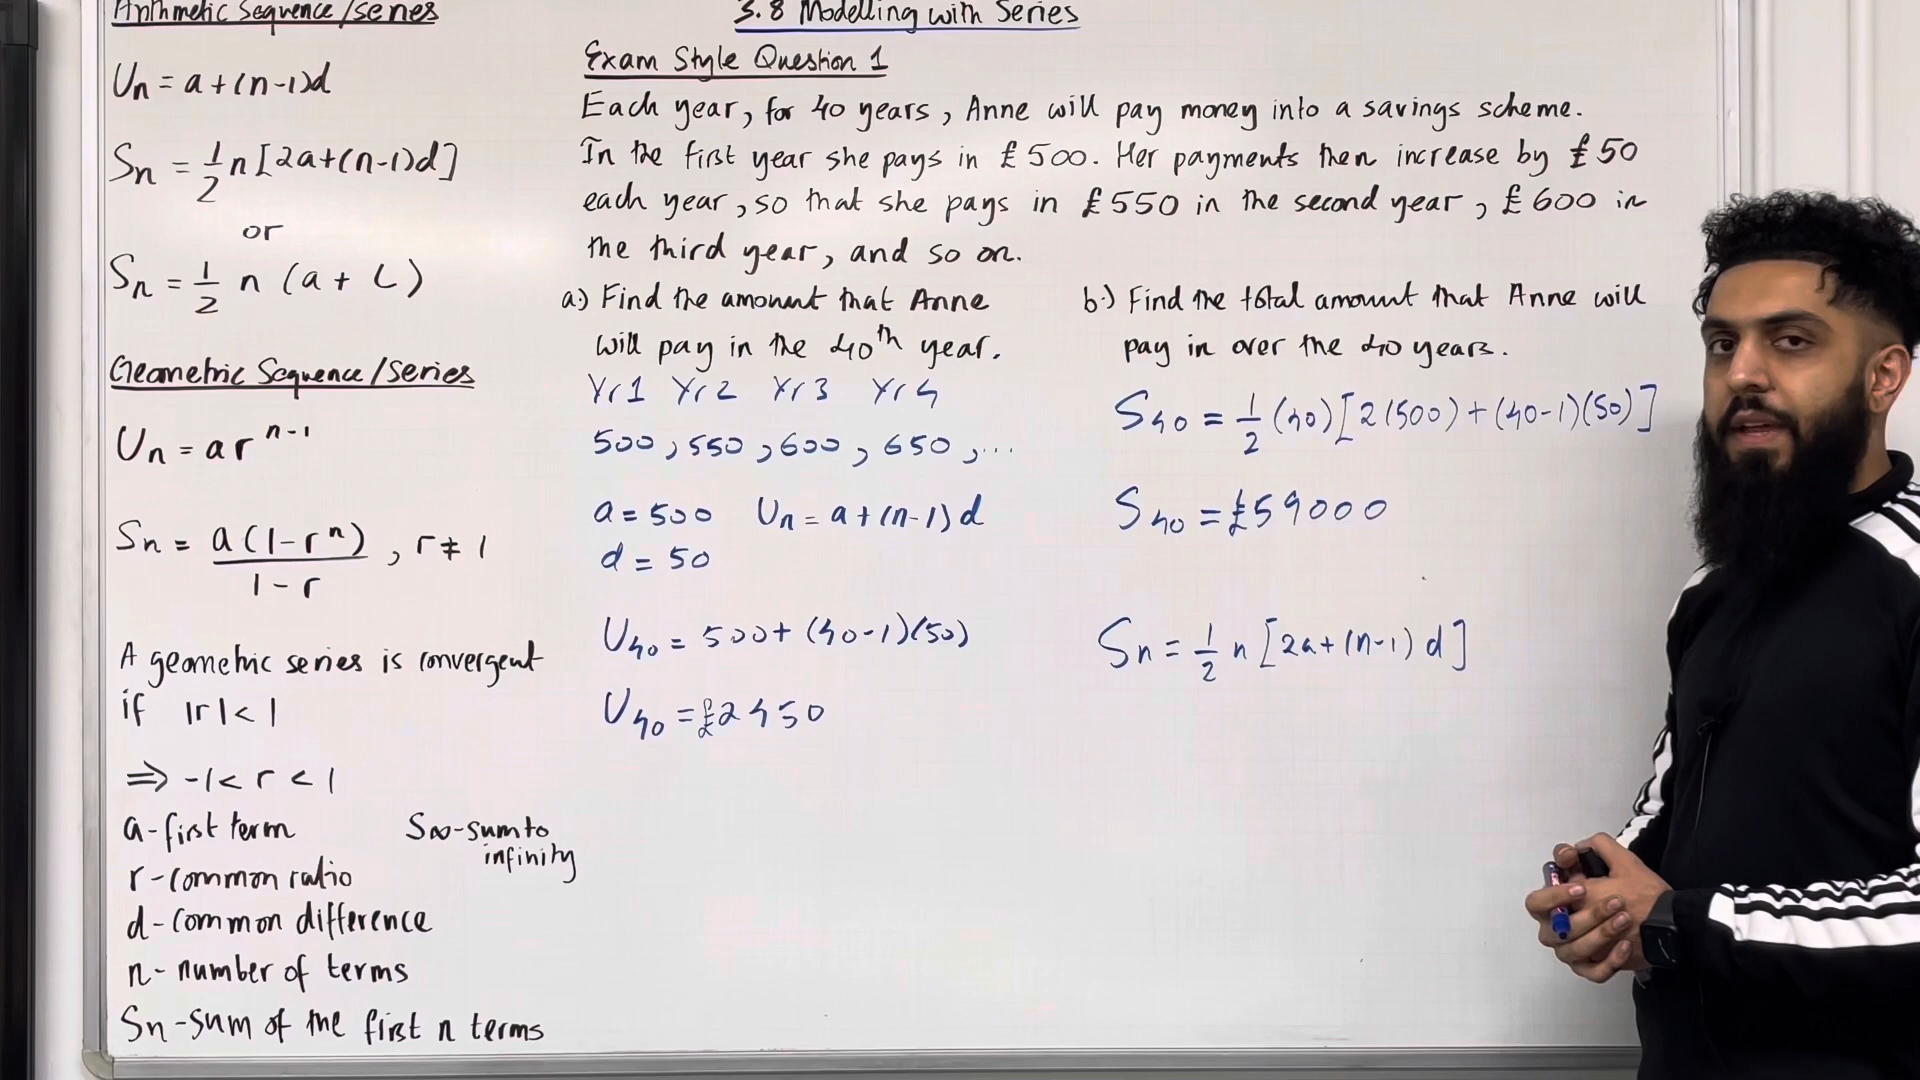 Arithmetic Sequence/series
Un = a+(n-1)d
Sn = 1/2 n[2a+(n-1)d]
or
Sn = 1/2 n (a + L)
Geometric Sequence/Series
Un = ar^n-1
Sn = a(1-r^n)/1-r , r≠1
A geometric series is convergent
if |r|<1
⇒ -1< r < 1
a-first term
r-common ratio
d-common difference
n-number of terms
Sn-sum of the first n terms
S∞-sum to
infinity
3.8 Modelling with Series
Exam Style Question 1
Each year, for 40 years, Anne will pay money into a savings scheme.
In the first year she pays in £500. Her payments then increase by £50
each year, so that she pays in £550 in the second year, £600 in
the third year, and so on.
a.) Find the amount that Anne
will pay in the 40th year.
Yr1 Yr2 Yr3 Yr4
500, 550, 600, 650, ...
a = 500 Un = a+(n-1)d
d = 50
U40 = 500+(40-1)(50)
U40 = £2450
b.) Find the total amount that Anne will
pay in over the 40 years.
S40 = 1/2 (40)[2(500)+(40-1)(50)]
S40 = £59000
Sn = 1/2 n [2a+(n-1)d]